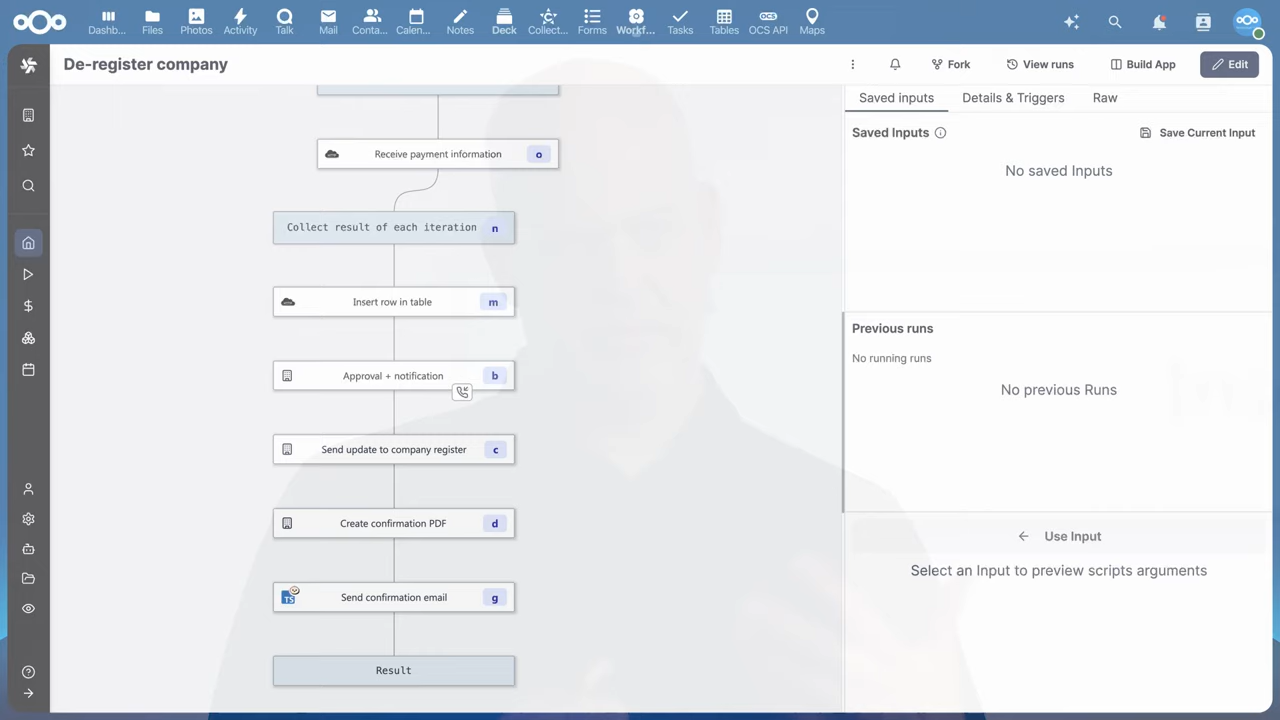 Dashb...
Files
Photos
Activity
Talk
Mail
Conta...
Calen...
Notes
Deck
Collect...
Forms
Workf...
Tasks
Tables
OCS API
Maps
OCS
De-register company
Fork
View runs
Build App
Edit
Saved inputs
Details & Triggers
Raw
Saved Inputs
Save Current Input
No saved Inputs
Receive payment information
o
Collect result of each iteration
n
Insert row in table
m
Approval + notification
b
Send update to company register
c
Create confirmation PDF
d
TS
Send confirmation email
g
Result
Previous runs
No running runs
No previous Runs
Use Input
Select an Input to preview scripts arguments